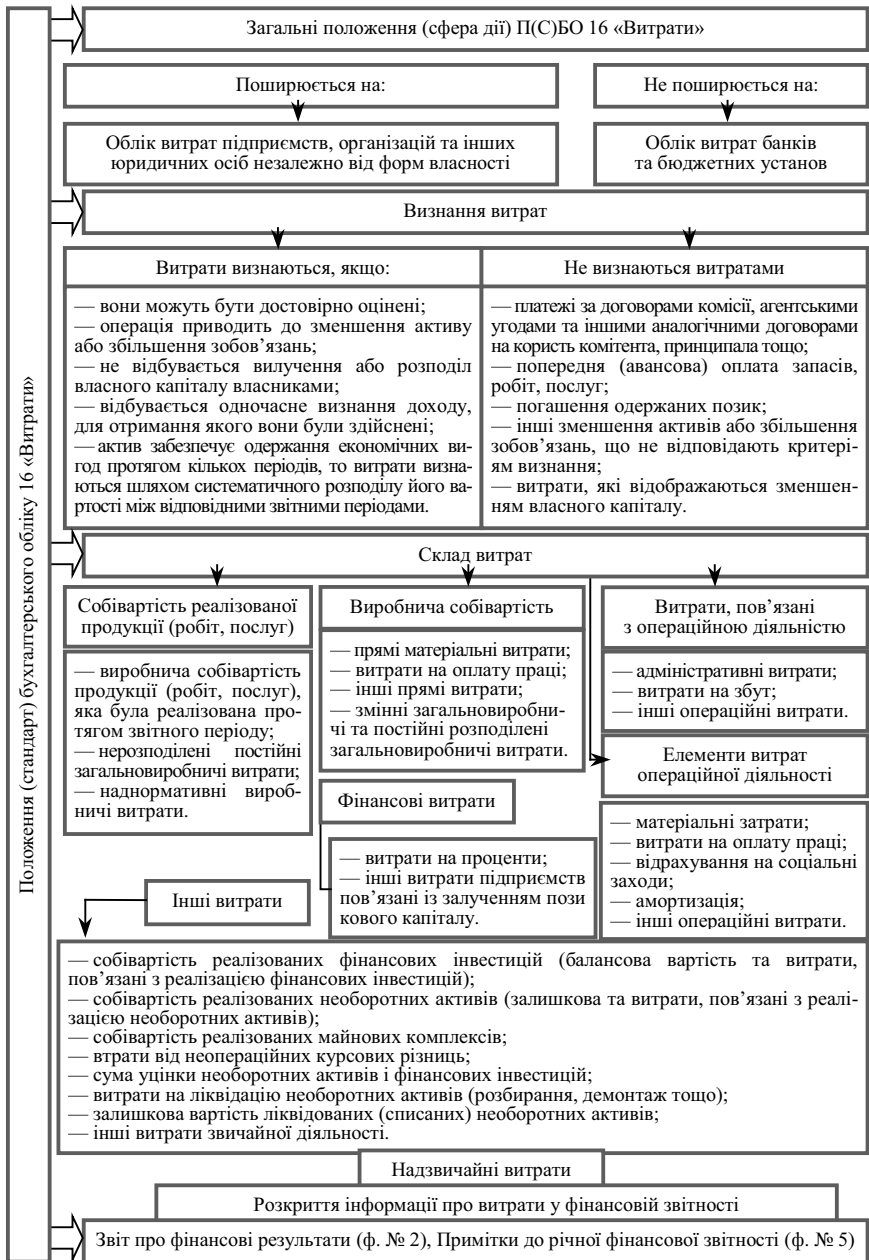 Положення (стандарт) бухгалтерського обліку 16 «Витрати»
Загальні положення (сфера дії) П(С)БО 16 «Витрати»
Поширюється на:
Не поширюється на:
Облік витрат підприємств, організацій та інших
юридичних осіб незалежно від форм власності
Облік витрат банків
та бюджетних установ
Визнання витрат
Витрати визнаються, якщо:
— вони можуть бути достовірно оцінені;
— операція приводить до зменшення активу
або збільшення зобов’язань;
— не відбувається вилучення або розподіл
власного капіталу власниками;
— відбувається одночасне визнання доходу,
для отримання якого вони були здійснені;
— актив забезпечує одержання економічних ви-
год протягом кількох періодів, то витрати визна-
ються шляхом систематичного розподілу його ва-
ртості між відповідними звітними періодами.
Не визнаються витратами
— платежі за договорами комісії, агентськими
угодами та іншими аналогічними договорами
на користь комітента, принципала тощо;
— попередня (авансова) оплата запасів,
робіт, послуг;
— погашення одержаних позик;
— інші зменшення активів або збільшення
зобов’язань, що не відповідають критері-
ям визнання;
— витрати, які відображаються зменшен-
ням власного капіталу.
Склад витрат
Собівартість реалізованої
продукції (робіт, послуг)
— виробнича собівартість
продукції (робіт, послуг),
яка була реалізована про-
тягом звітного періоду;
— нерозподілені постійні
загальновиробничі витрати;
— наднормативні вироб-
ничі витрати.
Виробнича собівартість
— прямі матеріальні витрати;
— витрати на оплату праці;
— інші прямі витрати;
— змінні загальновиробни-
чі та постійні розподілені
загальновиробничі витрати.
Витрати, пов’язані
з операційною діяльністю
— адміністративні витрати;
— витрати на збут;
— інші операційні витрати.
Елементи витрат
операційної діяльності
— матеріальні затрати;
— витрати на оплату праці;
— відрахування на соціальні
заходи;
— амортизація;
— інші операційні витрати.
Фінансові витрати
— витрати на проценти;
— інші витрати підприємств
пов’язані із залученням пози
кового капіталу.
Інші витрати
— собівартість реалізованих фінансових інвестицій (балансова вартість та витрати,
пов’язані з реалізацією фінансових інвестицій);
— собівартість реалізованих необоротних активів (залишкова та витрати, пов’язані з реалі-
зацією необоротних активів);
— собівартість реалізованих майнових комплексів;
— втрати від неопераційних курсових різниць;
— сума уцінки необоротних активів і фінансових інвестицій;
— витрати на ліквідацію необоротних активів (розбирання, демонтаж тощо);
— залишкова вартість ліквідованих (списаних) необоротних активів;
— інші витрати звичайної діяльності.
Надзвичайні витрати
Розкриття інформації про витрати у фінансовій звітності
Звіт про фінансові результати (ф. № 2), Примітки до річної фінансової звітності (ф. № 5)